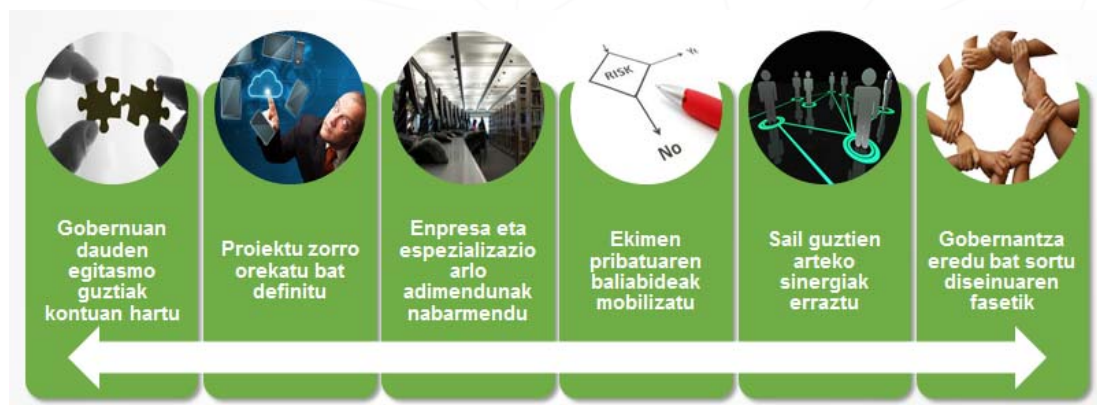 RISK
Yes
No
Gobernuan
dauden
egitasmo
guztiak
kontuan hartu
Proiektu zorro
orekatu bat
definitu
Enpresa eta
espezializazio
arlo
adimendunak
nabarmendu
Ekimen
pribatuaren
baliabideak
mobilizatu
Sail guztien
arteko
sinergiak
erraztu
Gobernantza
eredu bat sortu
diseinuaren
fasetik